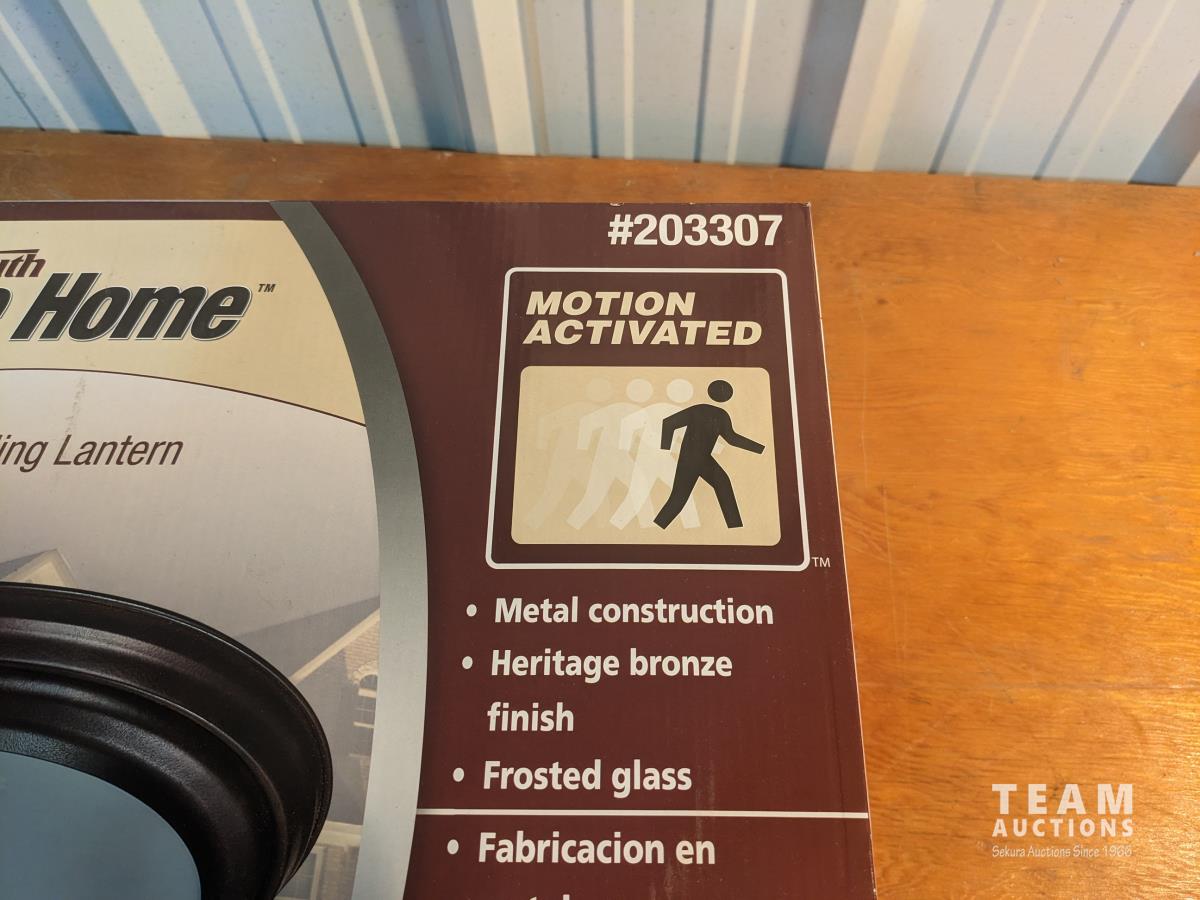 #203307
Home™
MOTION
ACTIVATED
Lantern
™
• Metal construction
• Heritage bronze
finish
• Frosted glass
• Fabricacion en
TEAM
AUCTIONS
Sekura Auctions Since 1966